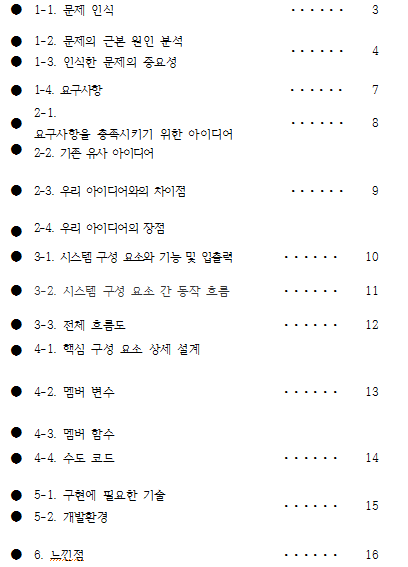 ● 1-1. 문제 인식 ······ 3
● 1-2. 문제의 근본 원인 분석
······ 4
● 1-3. 인식한 문제의 중요성
● 1-4. 요구사항 ······ 7
2-1.
● ······ 8
요구사항을 충족시키기 위한 아이디어
● 2-2. 기존 유사 아이디어
● 2-3. 우리 아이디어와의 차이점 ······ 9
● 2-4. 우리 아이디어의 장점
● 3-1. 시스템 구성 요소와 기능 및 입출력 ······ 10
● 3-2. 시스템 구성 요소 간 동작 흐름 ······ 11
● 3-3. 전체 흐름도 ······ 12
● 4-1. 핵심 구성 요소 상세 설계
● 4-2. 멤버 변수 ······ 13
● 4-3. 멤버 함수
● 4-4. 수도 코드 ······ 14
● 5-1. 구현에 필요한 기술
······ 15
● 5-2. 개발환경
● 6. 느낀점 ······ 16